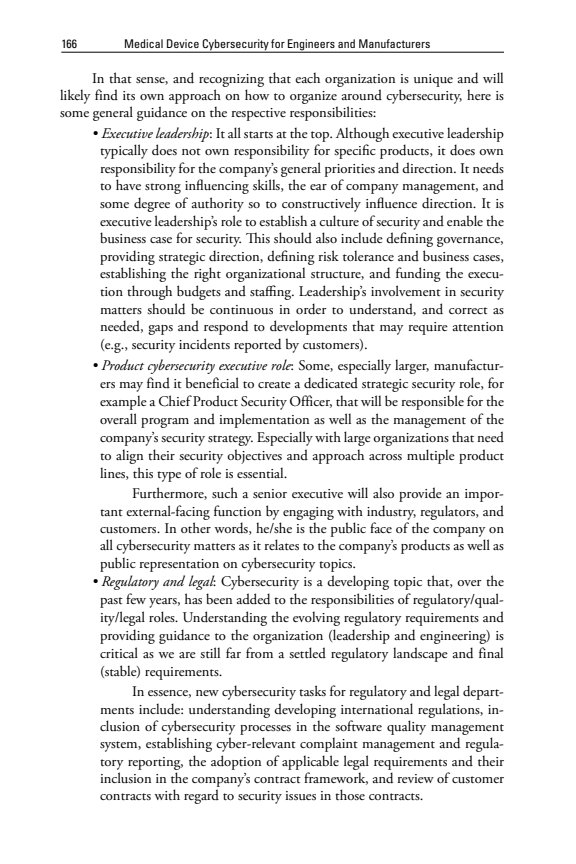 166 Medical Device Cybersecurity for Engineers and Manufacturers
In that sense, and recognizing that each organization is unique and will
likely find its own approach on how to organize around cybersecurity, here is
some general guidance on the respective responsibilities:
• Executive leadership: It all starts at the top. Although executive leadership
typically does not own responsibility for specific products, it does own
responsibility for the company's general priorities and direction. It needs
to have strong influencing skills, the ear of company management, and
some degree of authority so to constructively influence direction. It is
executive leadership's role to establish a culture of security and enable the
business case for security. This should also include defining governance,
providing strategic direction, defining risk tolerance and business cases,
establishing the right organizational structure, and funding the execu-
tion through budgets and staffing. Leadership's involvement in security
matters should be continuous in order to understand, and correct as
needed, gaps and respond to developments that may require attention
(e.g., security incidents reported by customers).
• Product cybersecurity executive role: Some, especially larger, manufactur-
ers may find it beneficial to create a dedicated strategic security role, for
example a Chief Product Security Officer, that will be responsible for the
overall program and implementation as well as the management of the
company's security strategy. Especially with large organizations that need
to align their security objectives and approach across multiple product
lines, this type of role is essential.
Furthermore, such a senior executive will also provide an impor-
tant external-facing function by engaging with industry, regulators, and
customers. In other words, he/she is the public face of the company on
all cybersecurity matters as it relates to the company's products as well as
public representation on cybersecurity topics.
• Regulatory and legal: Cybersecurity is a developing topic that, over the
past few years, has been added to the responsibilities of regulatory/qual-
ity/legal roles. Understanding the evolving regulatory requirements and
providing guidance to the organization (leadership and engineering) is
critical as we are still far from a settled regulatory landscape and final
(stable) requirements.
In essence, new cybersecurity tasks for regulatory and legal depart-
ments include: understanding developing international regulations, in-
clusion of cybersecurity processes in the software quality management
system, establishing cyber-relevant complaint management and regula-
tory reporting, the adoption of applicable legal requirements and their
inclusion in the company's contract framework, and review of customer
contracts with regard to security issues in those contracts.